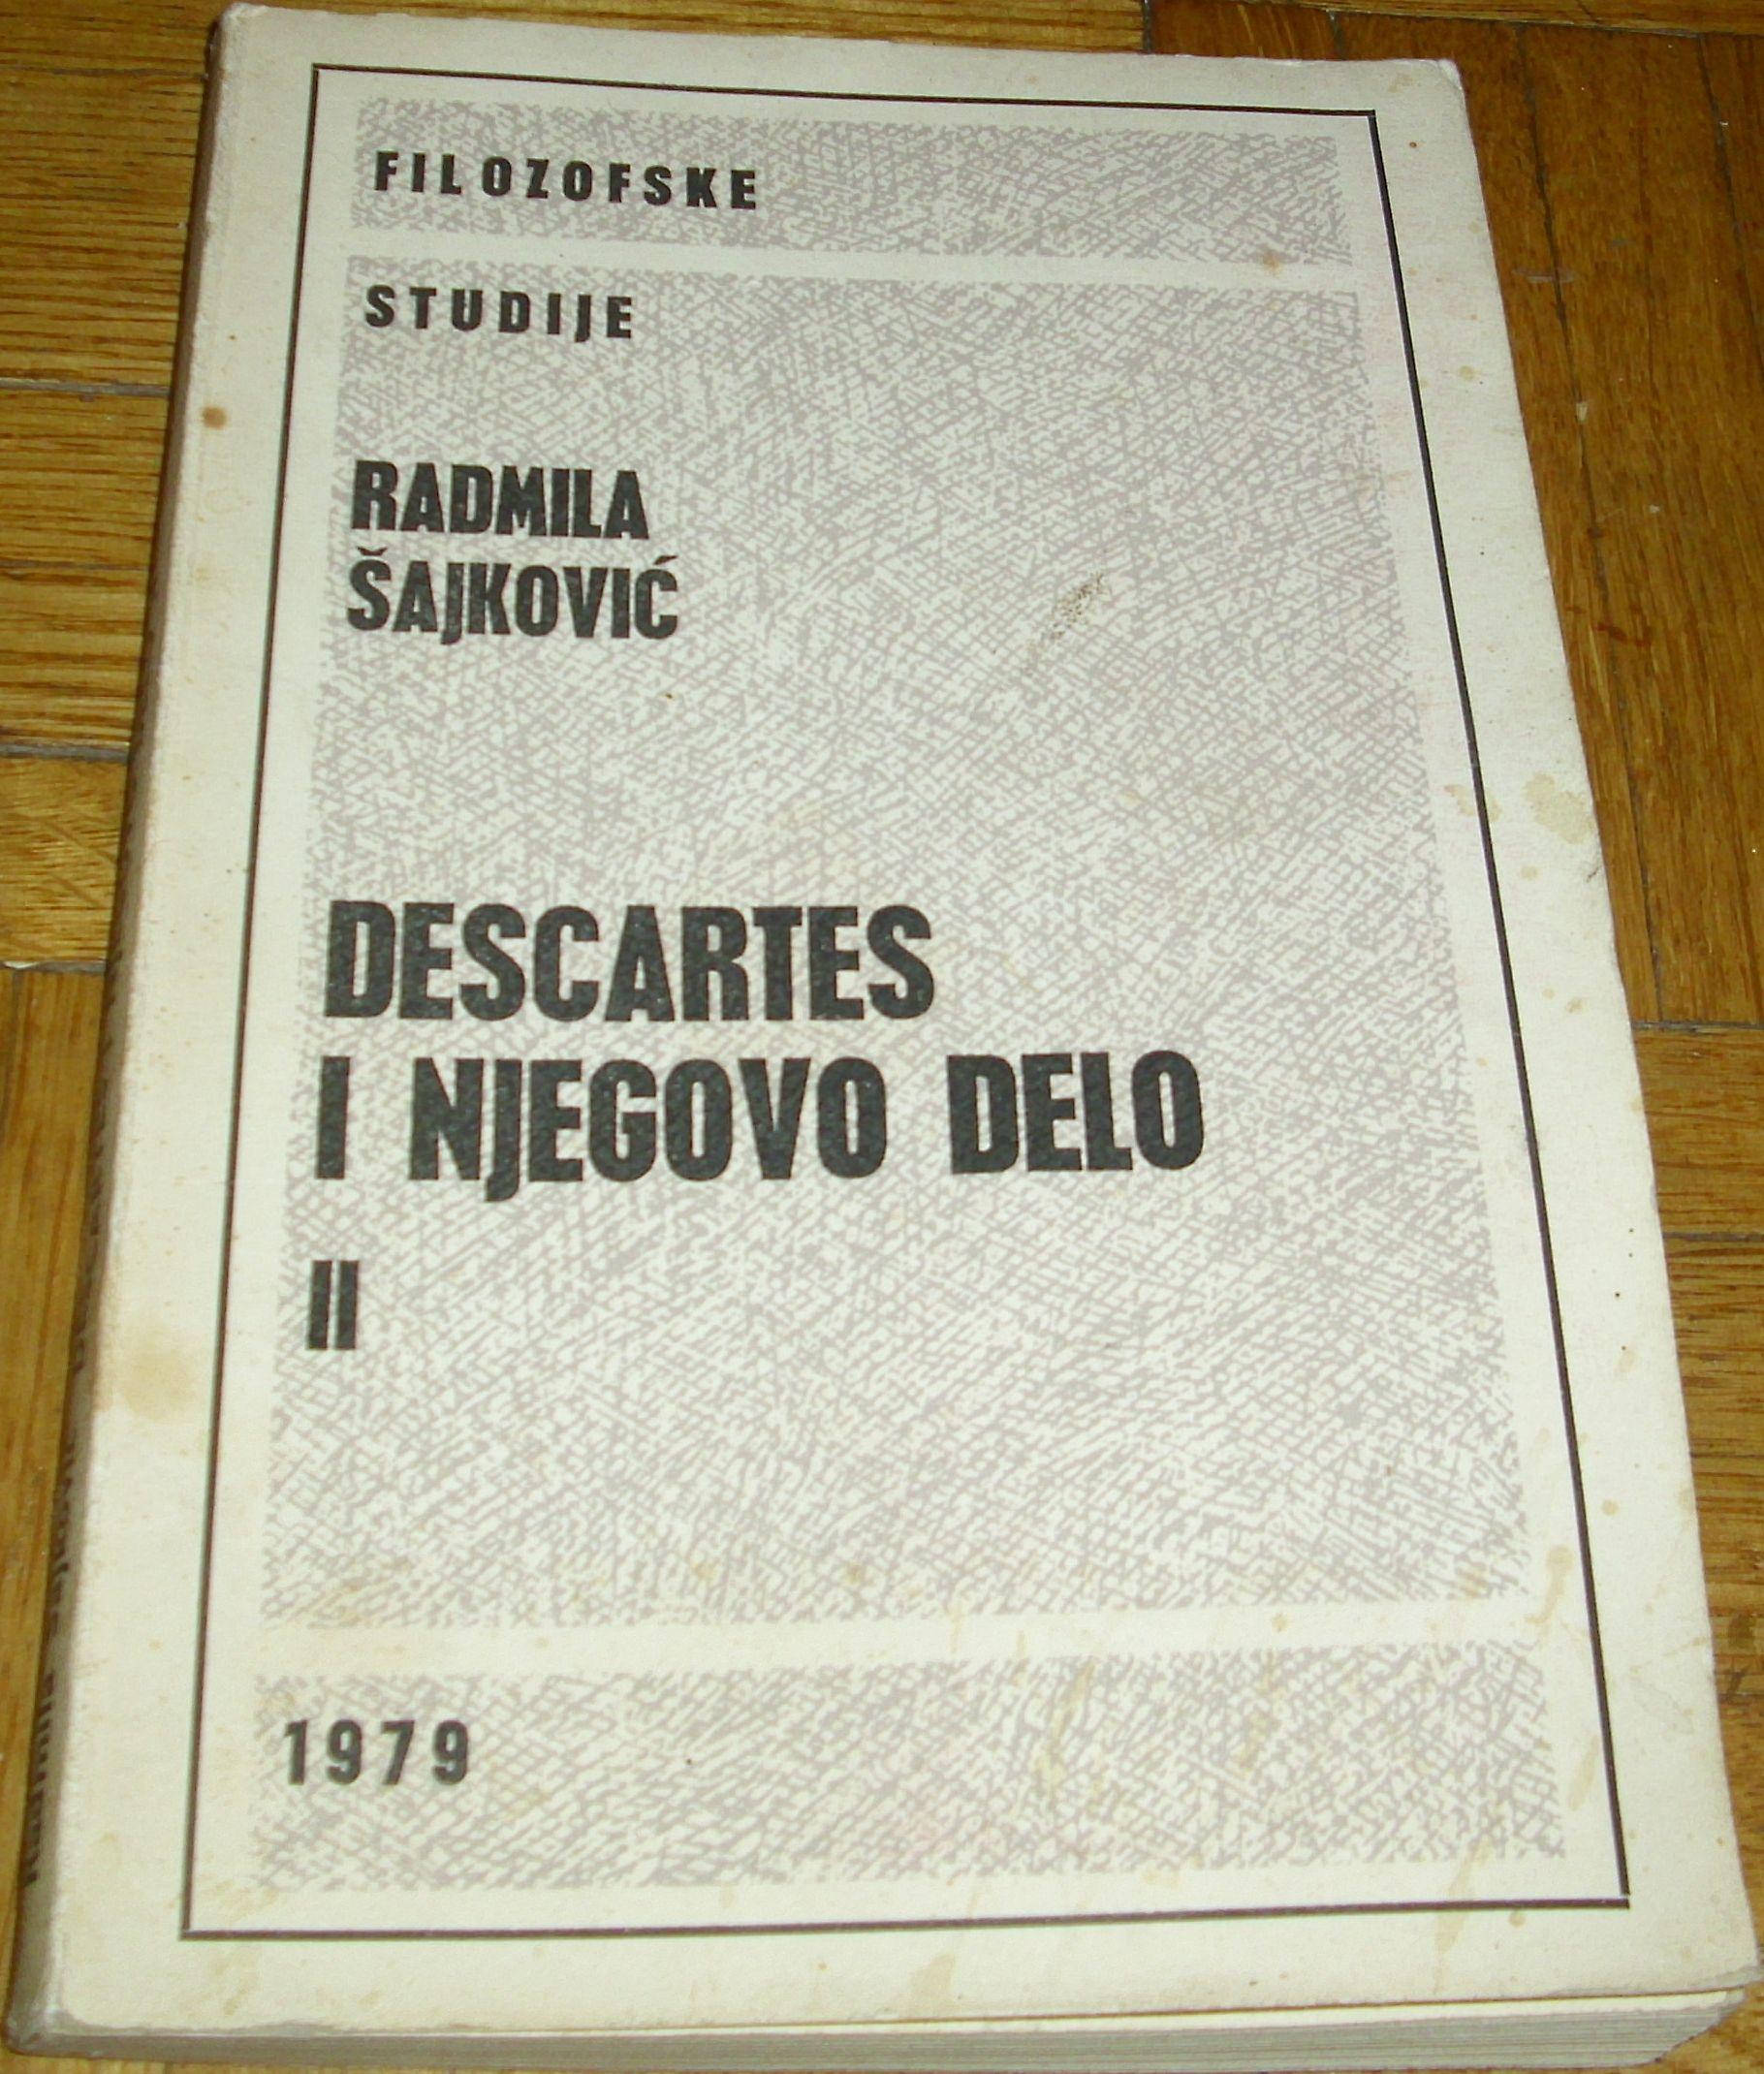 FILOZOFSKE
STUDIJE
RADMILA
ŠAJKOVIĆ
DESCARTES
I NJEGOVO DELO
II
1979